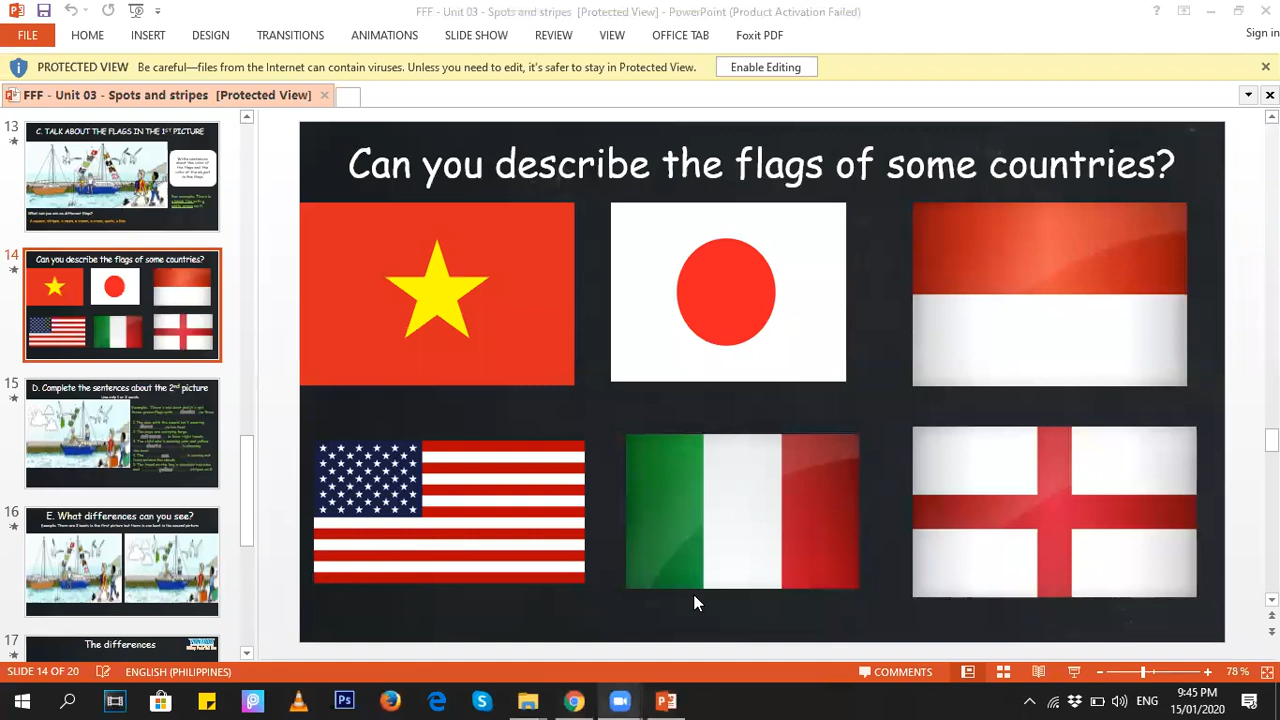 FFF - Unit 03 - Spots and stripes [Protected View] - PowerPoint (Product Activation Failed)
FILE HOME INSERT DESIGN TRANSITIONS ANIMATIONS SLIDE SHOW REVIEW VIEW OFFICE TAB Foxit PDF Sign in
PROTECTED VIEW Be careful—files from the Internet can contain viruses. Unless you need to edit, it's safer to stay in Protected View. Enable Editing
FFF - Unit 03 - Spots and stripes [Protected View]
13
C. TALK ABOUT THE FLAGS IN THE 1ST PICTURE
14
Can you describe the flags of some countries?
15
D. Complete the sentences about the 2nd picture
16
E. What differences can you see?
17
The differences
Can you describe the flags of some countries?
SLIDE 14 OF 20 ENGLISH (PHILIPPINES) COMMENTS 78 %
Ps
ENG
9:45 PM
15/01/2020